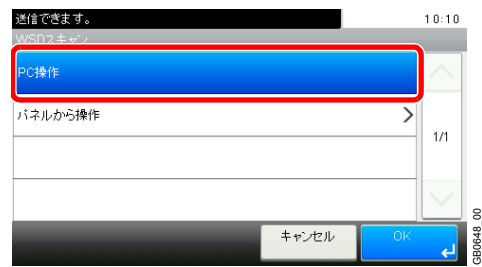 送信できます。
10:10
WSDスキャン
PC操作
パネルから操作
1/1
キャンセル
OK
GB0648_00